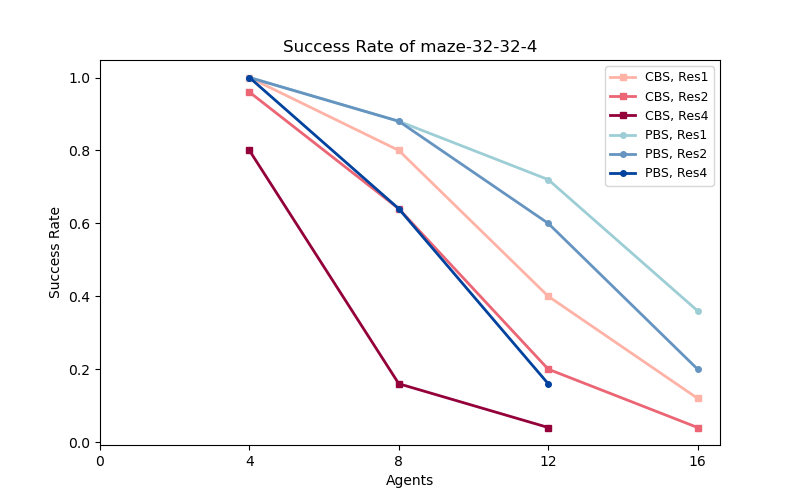 Success Rate of maze-32-32-4
CBS, Res1
CBS, Res2
CBS, Res4
PBS, Res1
PBS, Res2
PBS, Res4
1.0
0.8
0.6
0.4
0.2
0.0
Success Rate
0 4 8 12 16
Agents